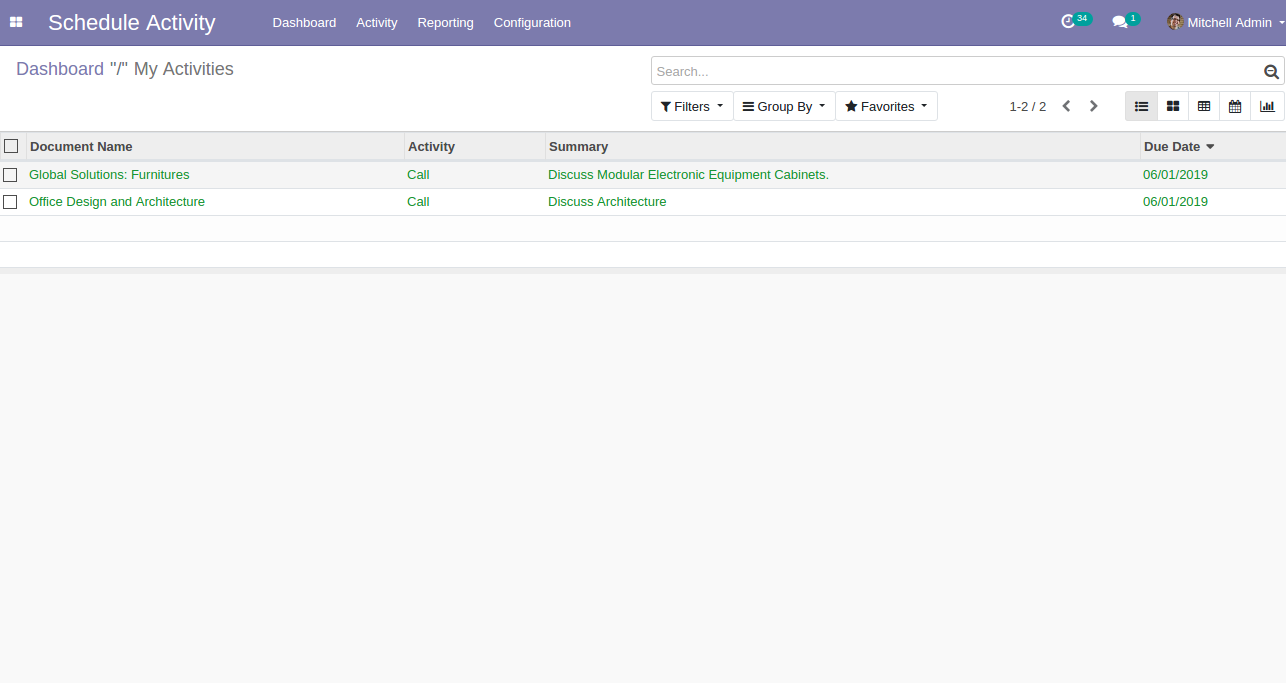 Schedule Activity Dashboard Activity Reporting Configuration 34 1 Mitchell Admin
Dashboard "/" My Activities
Search...
Filters Group By Favorites 1-2 / 2
Document Name Activity Summary Due Date
Global Solutions: Furnitures Call Discuss Modular Electronic Equipment Cabinets. 06/01/2019
Office Design and Architecture Call Discuss Architecture 06/01/2019